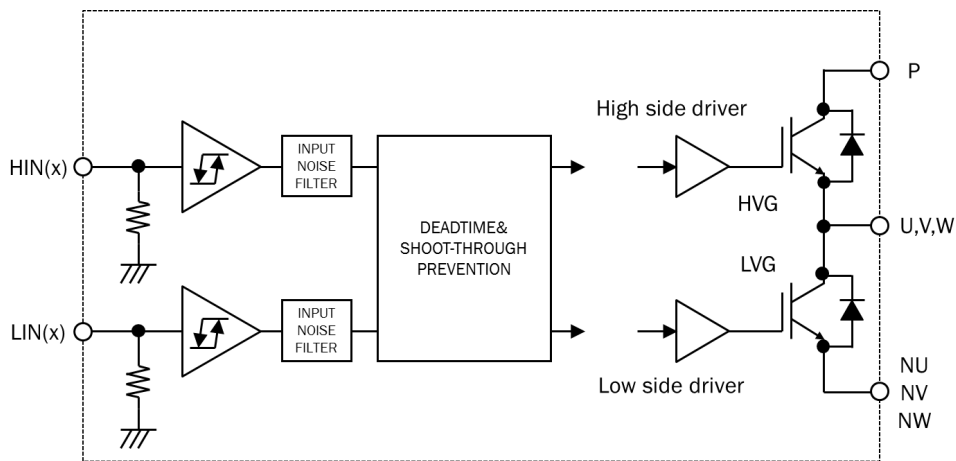 P
High side driver
HIN(x)
INPUT
NOISE
FILTER
DEADTIME&
SHOOT-THROUGH
PREVENTION
HVG
U,V,W
LVG
LIN(x)
INPUT
NOISE
FILTER
Low side driver
NU
NV
NW